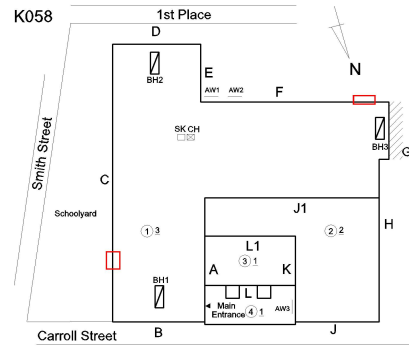 K058
1st Place
D
N
BH2
E
AW1 AW2
F
SK CH
BH3
G
Smith Street
C
Schoolyard
1 3
J1
2 2
H
L1
3 1
A
K
BH1
L
Main
Entrance
4 1
AW3
B
J
Carroll Street